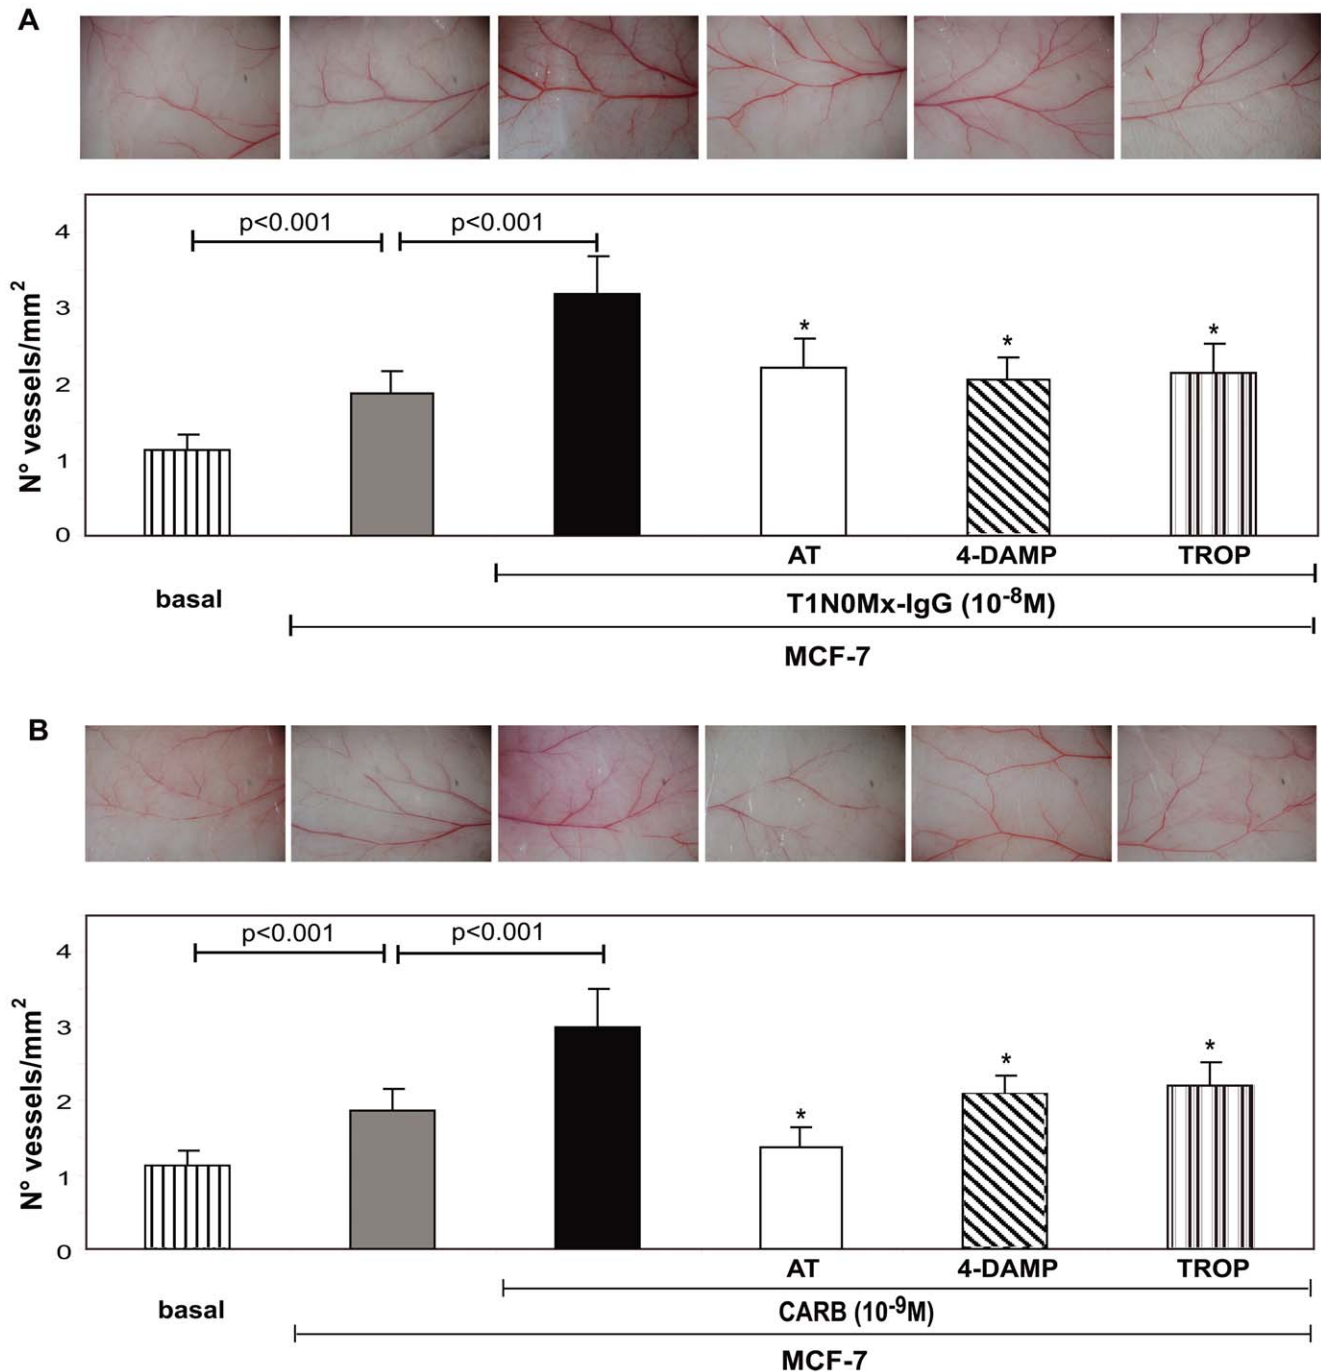 A
p<0.001
p<0.001
4
3
2
1
0
N° vessels/mm²
*
*
*
AT 4-DAMP TROP
basal
T1N0Mx-IgG (10⁻⁸M)
MCF-7
B
p<0.001
p<0.001
4
3
2
1
0
N° vessels/mm²
*
*
*
AT 4-DAMP TROP
basal
CARB (10⁻⁹M)
MCF-7